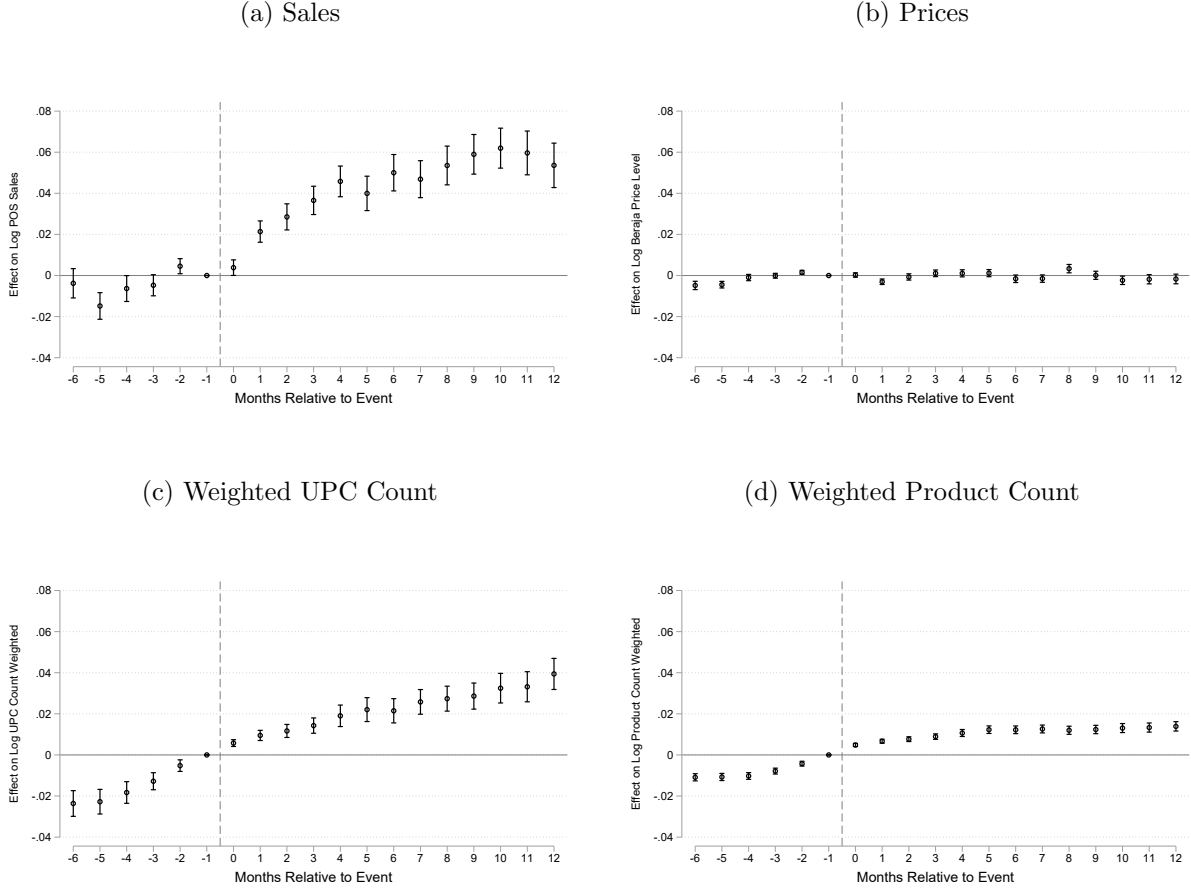 (a) Sales
Effect on Log POS Sales
.08
.06
.04
.02
0
-.02
-.04
-6 -5 -4 -3 -2 -1 0 1 2 3 4 5 6 7 8 9 10 11 12
Months Relative to Event
(b) Prices
Effect on Log Beraja Price Level
.08
.06
.04
.02
0
-.02
-.04
-6 -5 -4 -3 -2 -1 0 1 2 3 4 5 6 7 8 9 10 11 12
Months Relative to Event
(c) Weighted UPC Count
Effect on Log UPC Count Weighted
.08
.06
.04
.02
0
-.02
-.04
-6 -5 -4 -3 -2 -1 0 1 2 3 4 5 6 7 8 9 10 11 12
Months Relative to Event
(d) Weighted Product Count
Effect on Log Product Count Weighted
.08
.06
.04
.02
0
-.02
-.04
-6 -5 -4 -3 -2 -1 0 1 2 3 4 5 6 7 8 9 10 11 12
Months Relative to Event